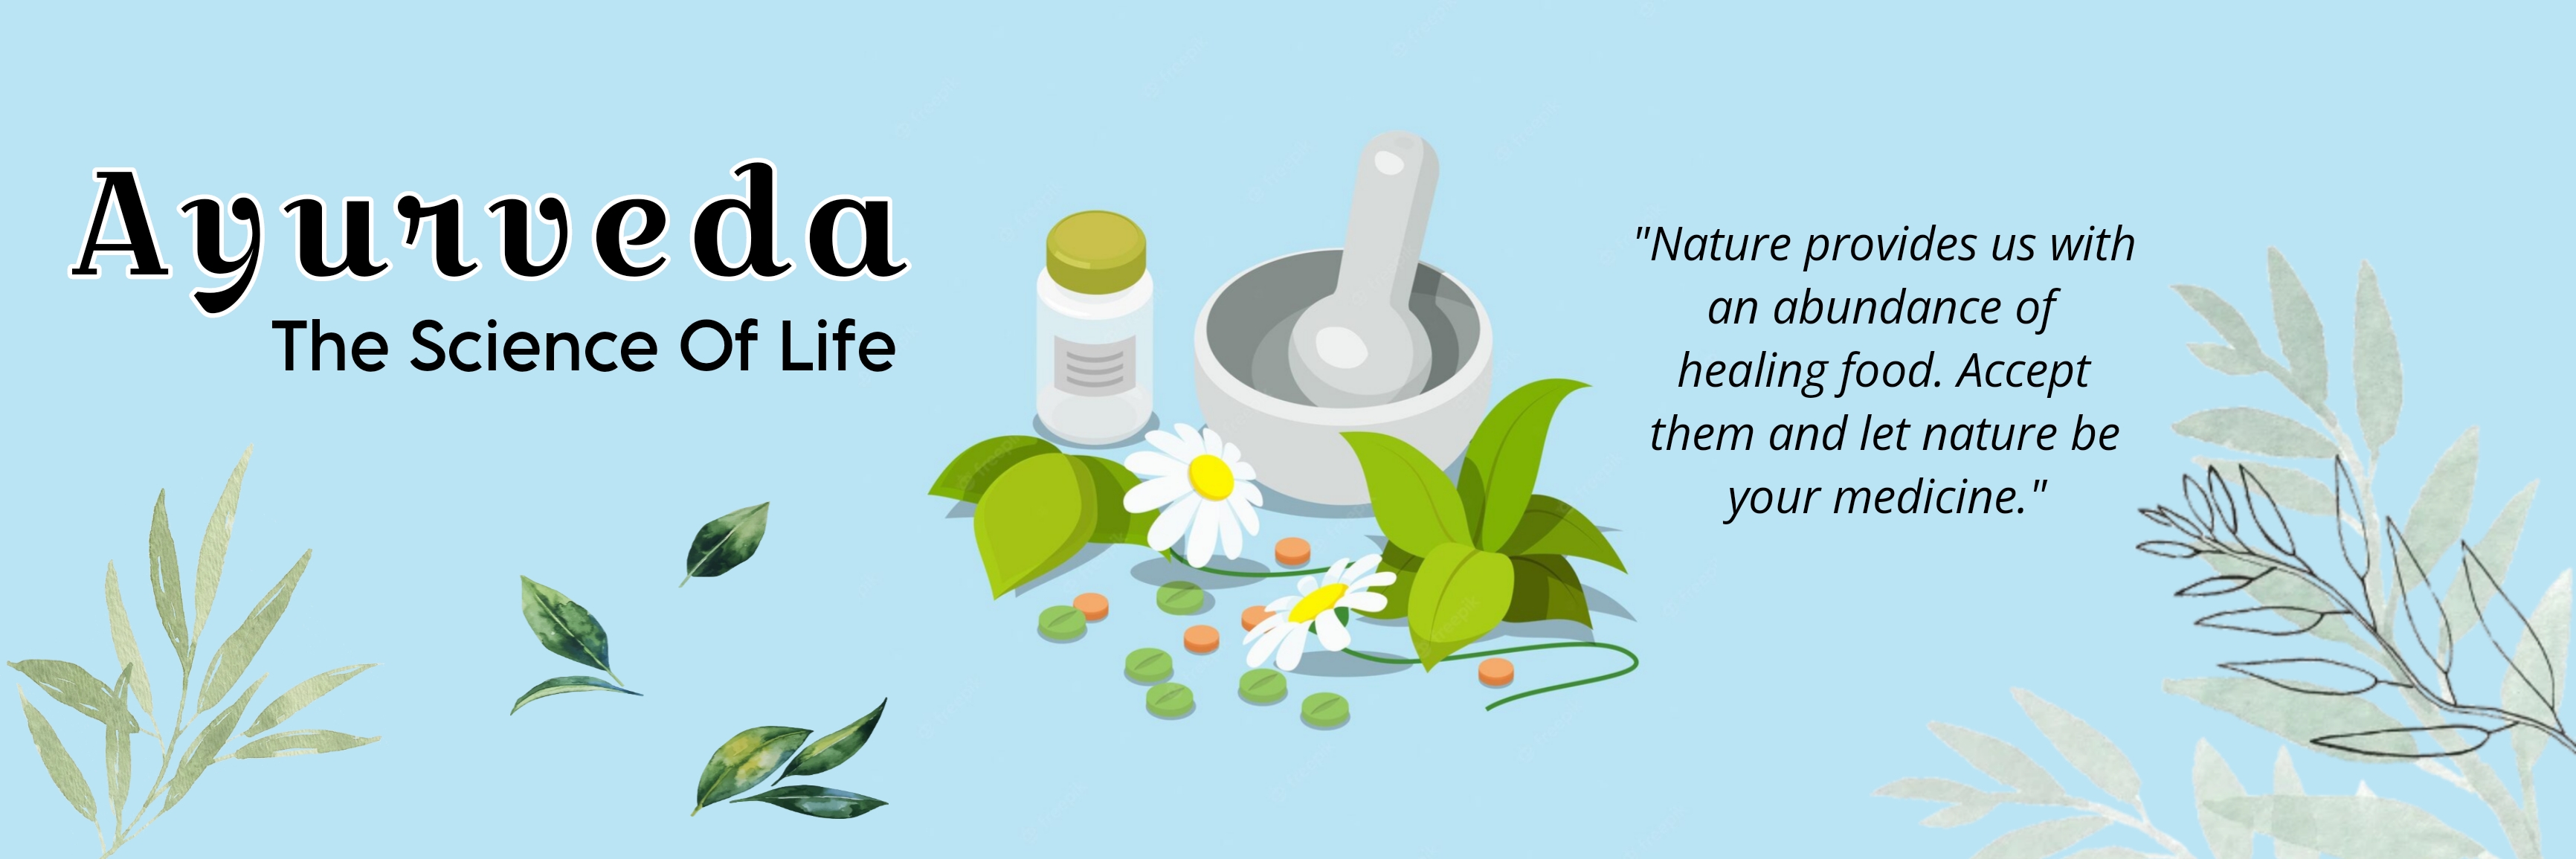 Ayurveda
The Science Of Life
"Nature provides us with
an abundance of
healing food. Accept
them and let nature be
your medicine."